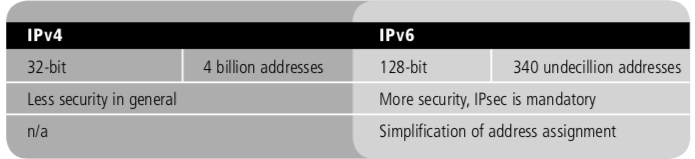 IPv4 IPv6
32-bit 4 billion addresses 128-bit 340 undecillion addresses
Less security in general More security, IPsec is mandatory
n/a Simplification of address assignment